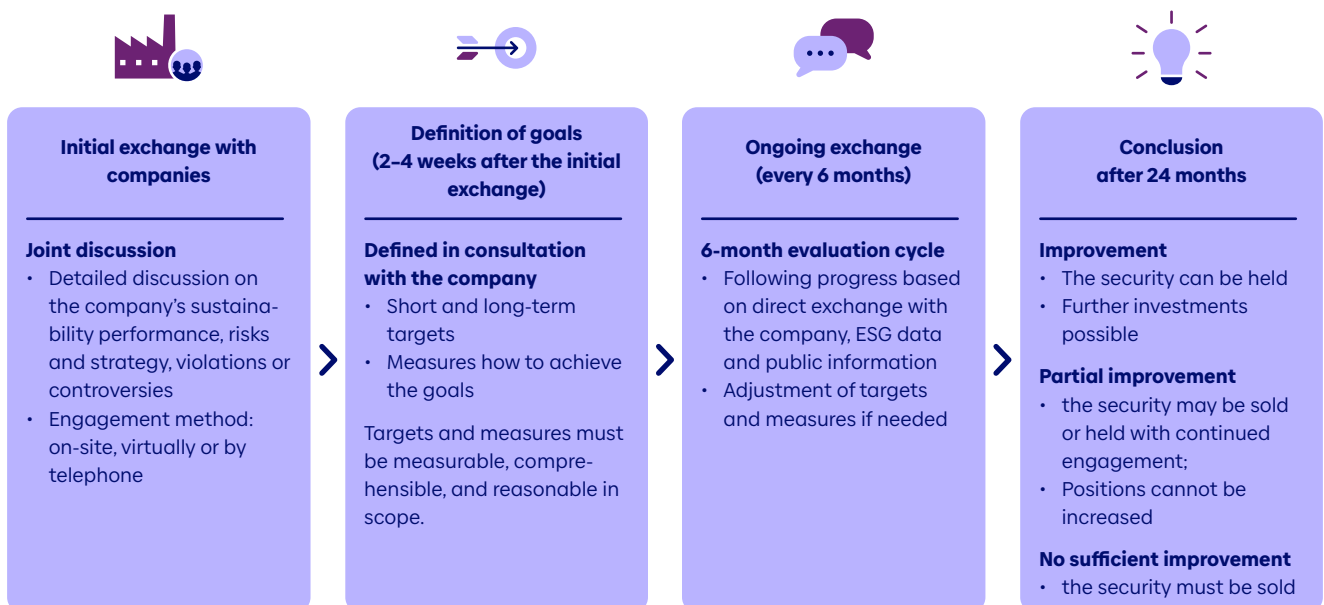 Initial exchange with
companies
Joint discussion
• Detailed discussion on
the company's sustaina-
bility performance, risks
and strategy, violations or
controversies
• Engagement method:
on-site, virtually or by
telephone
Definition of goals
(2–4 weeks after the initial
exchange)
Defined in consultation
with the company
• Short and long-term
targets
• Measures how to achieve
the goals
Targets and measures must
be measurable, compre-
hensible, and reasonable in
scope.
Ongoing exchange
(every 6 months)
6-month evaluation cycle
• Following progress based
on direct exchange with
the company, ESG data
and public information
• Adjustment of targets
and measures if needed
Conclusion
after 24 months
Improvement
• The security can be held
• Further investments
possible
Partial improvement
• the security may be sold
or held with continued
engagement;
• Positions cannot be
increased
No sufficient improvement
• the security must be sold